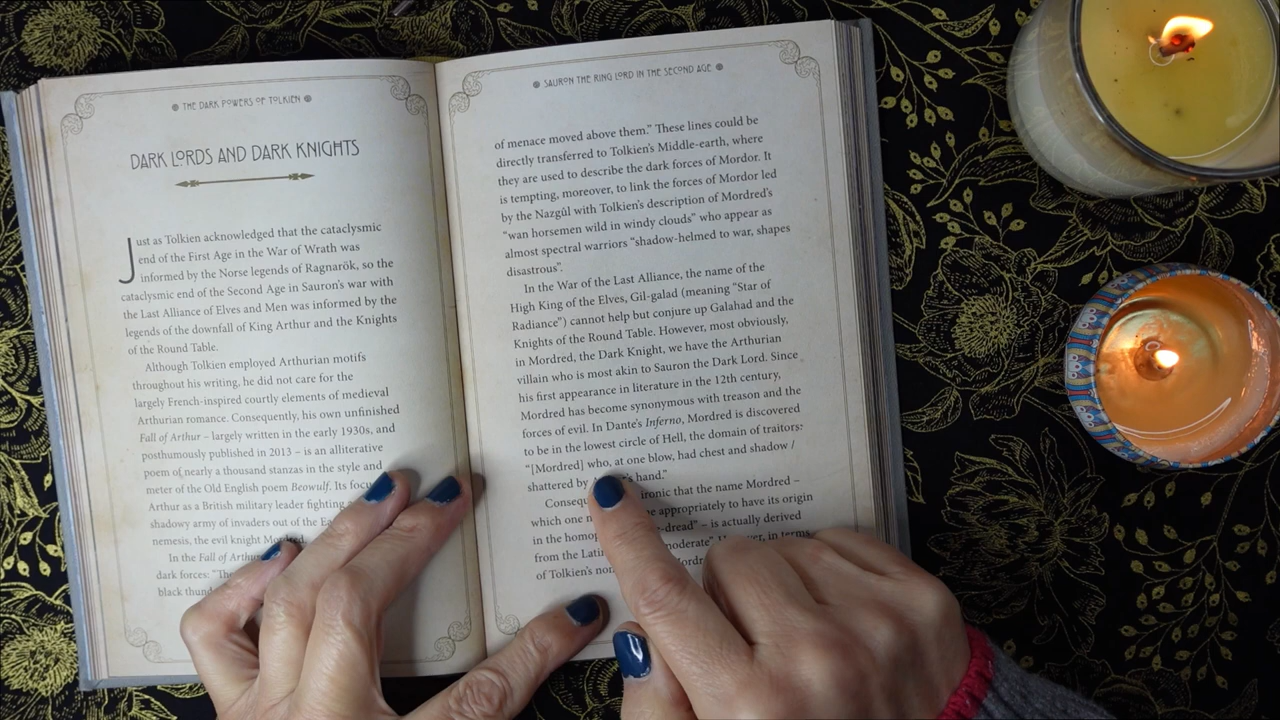 THE DARK POWERS OF TOLKIEN
DARK LORDS AND DARK KNIGHTS
Just as Tolkien acknowledged that the cataclysmic
end of the First Age in the War of Wrath was
informed by the Norse legends of Ragnarök, so the
cataclysmic end of the Second Age in Sauron's war with
the Last Alliance of Elves and Men was informed by the
legends of the downfall of King Arthur and the Knights
of the Round Table.
Although Tolkien employed Arthurian motifs
throughout his writing, he did not care for the
largely French-inspired courtly elements of medieval
Arthurian romance. Consequently, his own unfinished
Fall of Arthur – largely written in the early 1930s, and
posthumously published in 2013 – is an alliterative
poem of nearly a thousand stanzas in the style and
meter of the Old English poem Beowulf. Its
Arthur as a British military leader fighting
shadowy army of invaders out of the
nemesis, the evil knight Mordred.
In the Fall of Arthur
dark forces:
black
SAURON THE RING LORD IN THE SECOND AGE
of menace moved above them." These lines could be
directly transferred to Tolkien's Middle-earth, where
they are used to describe the dark forces of Mordor. It
is tempting, moreover, to link the forces of Mordor led
by the Nazgûl with Tolkien's description of Mordred's
"wan horsemen wild in windy clouds" who appear as
almost spectral warriors "shadow-helmed to war, shapes
disastrous".
In the War of the Last Alliance, the name of the
High King of the Elves, Gil-galad (meaning "Star of
Radiance") cannot help but conjure up Galahad and the
Knights of the Round Table. However, most obviously,
in Mordred, the Dark Knight, we have the Arthurian
villain who is most akin to Sauron the Dark Lord. Since
his first appearance in literature in the 12th century,
Mordred has become synonymous with treason and the
forces of evil. In Dante's Inferno, Mordred is discovered
to be in the lowest circle of Hell, the domain of traitors:
"[Mordred] who, at one blow, had chest and shadow /
shattered by hand."
ironic that the name Mordred –
which one appropriately to have its origin
in the – is actually derived
from the in terms
of Tolkien's